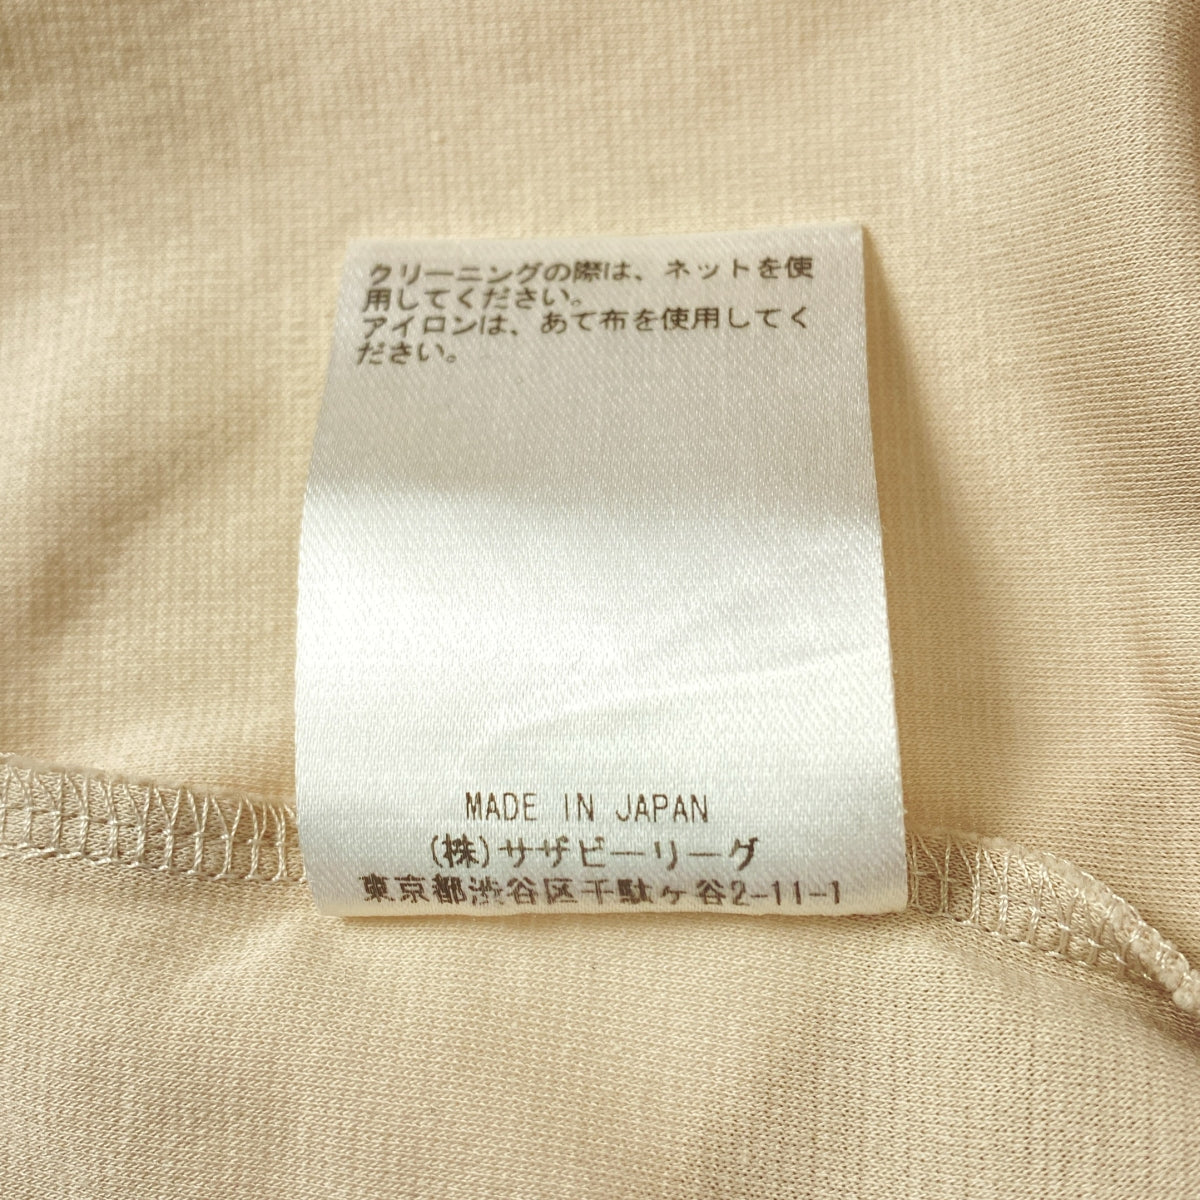 クリーニングの際は、ネットを使
用してください。
アイロンは、あて布を使用してく
ださい。
MADE IN JAPAN
(株)サザビーリーグ
東京都渋谷区千駄ヶ谷2-11-1